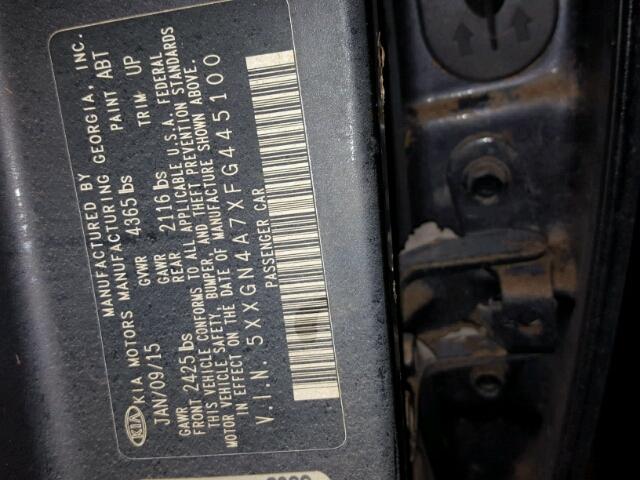 KIA
MANUFACTURED BY
KIA MOTORS MANUFACTURING GEORGIA, INC.
JAN/09/15 GVWR 4365 lbs PAINT ABT
GAWR GAWR TRIM UP
FRONT 2425 lbs REAR 2116 lbs
THIS VEHICLE CONFORMS TO ALL APPLICABLE U.S.A. FEDERAL
MOTOR VEHICLE SAFETY, BUMPER, AND THEFT PREVENTION STANDARDS
IN EFFECT ON THE DATE OF MANUFACTURE SHOWN ABOVE.
V.I.N. 5XXGN4A7XFG445100
PASSENGER CAR